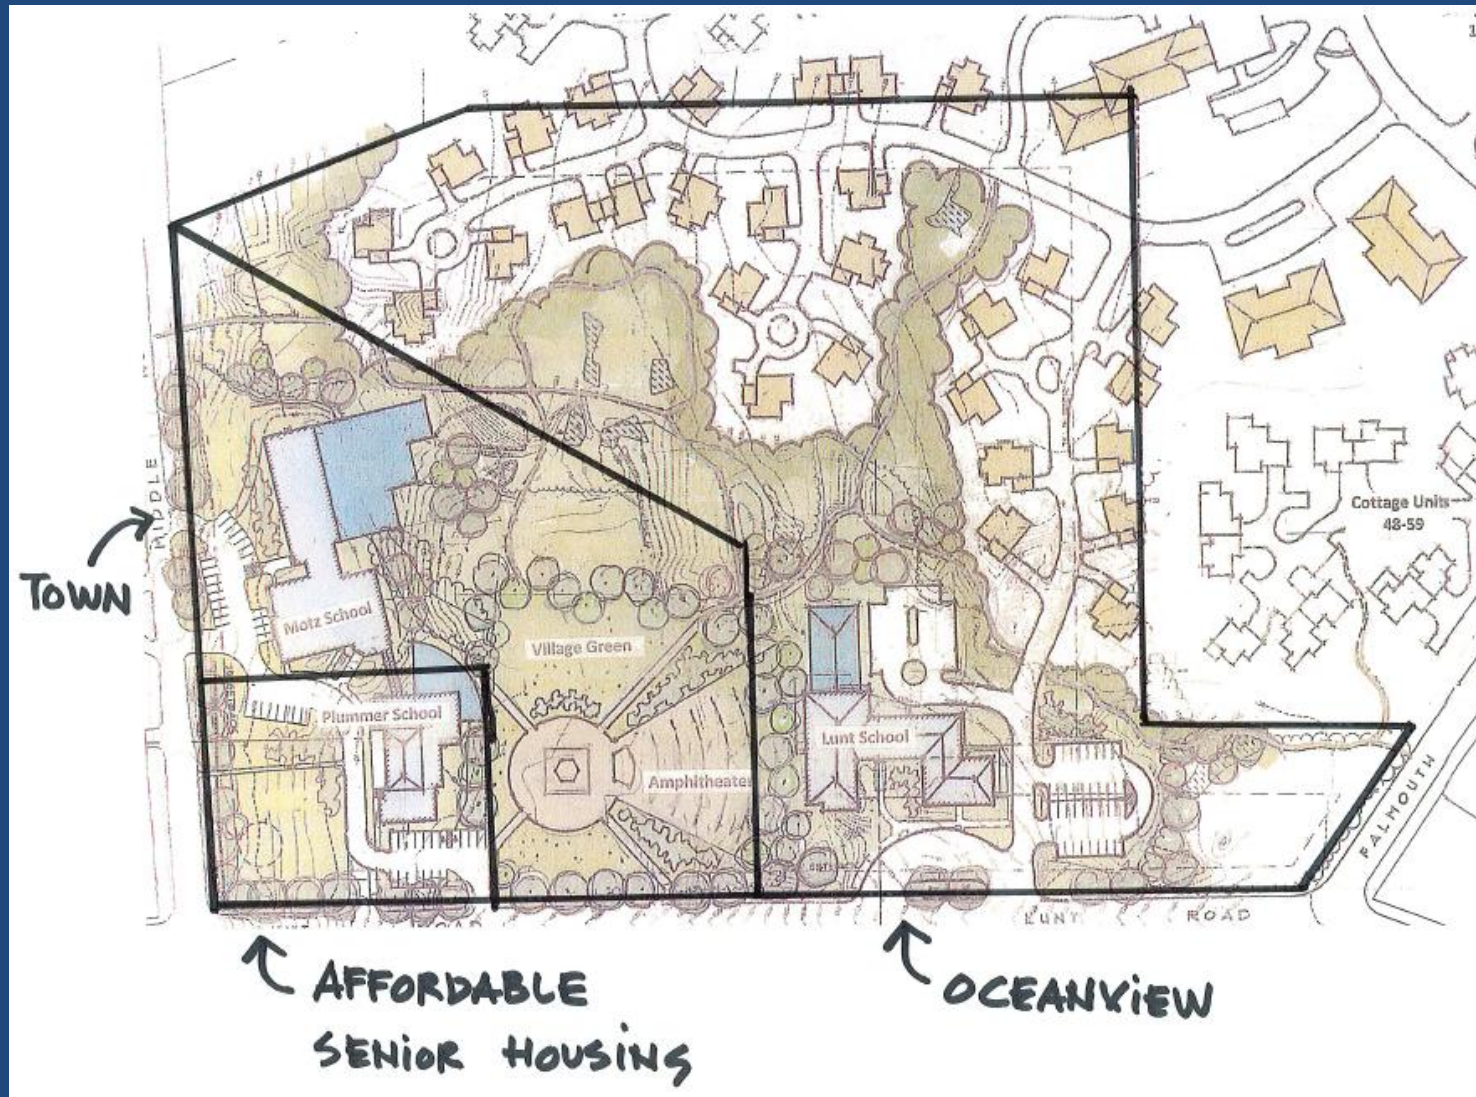 MIDDLE
TOWN
Motz School
Village Green
Plummer School
Amphitheater
Lunt School
Cottage Units
48-59
FALMOUTH
LUNT ROAD
ROAD
AFFORDABLE
SENIOR HOUSING
OCEANVIEW